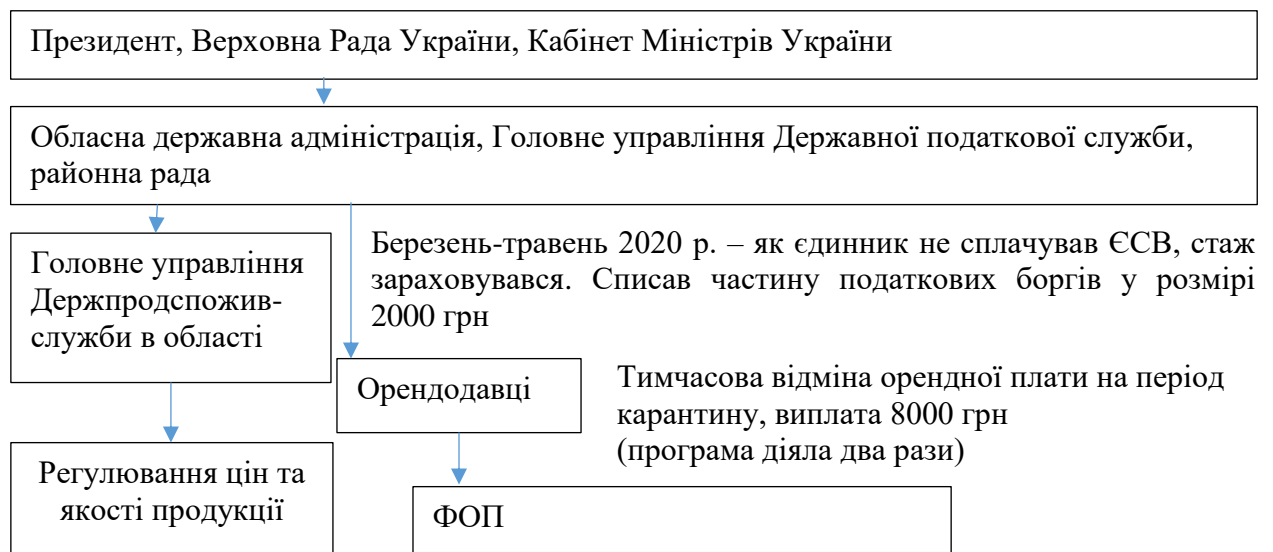 Президент, Верховна Рада України, Кабінет Міністрів України
Обласна державна адміністрація, Головне управління Державної податкової служби,
районна рада
Головне управління
Держпродспожив-
служби в області
Березень-травень 2020 р. – як єдинник не сплачував ЄСВ, стаж
зараховувався. Списав частину податкових боргів у розмірі
2000 грн
Орендодавці
Тимчасова відміна орендної плати на період
карантину, виплата 8000 грн
(програма діяла два рази)
Регулювання цін та
якості продукції
ФОП